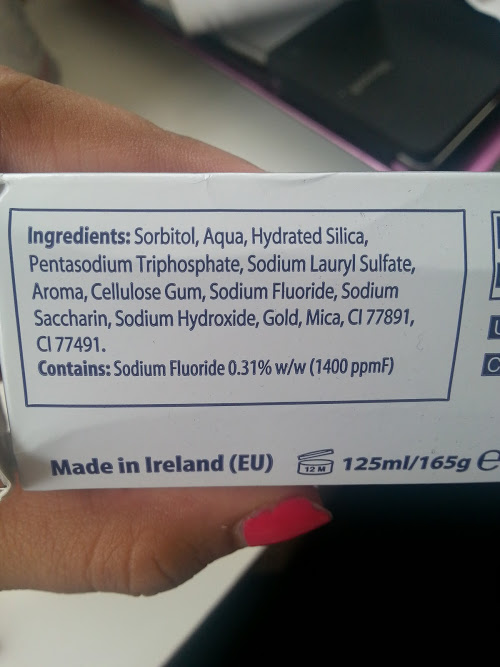 Ingredients: Sorbitol, Aqua, Hydrated Silica,
Pentasodium Triphosphate, Sodium Lauryl Sulfate,
Aroma, Cellulose Gum, Sodium Fluoride, Sodium
Saccharin, Sodium Hydroxide, Gold, Mica, CI 77891,
CI 77491.
Contains: Sodium Fluoride 0.31% w/w (1400 ppmF)
Made in Ireland (EU) 12 M 125ml/165g e
U
C